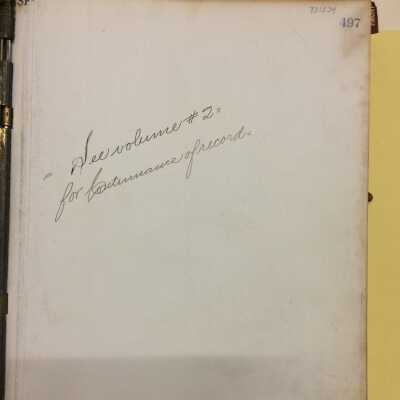 497
" See volume # 2"
for Continuance of record.